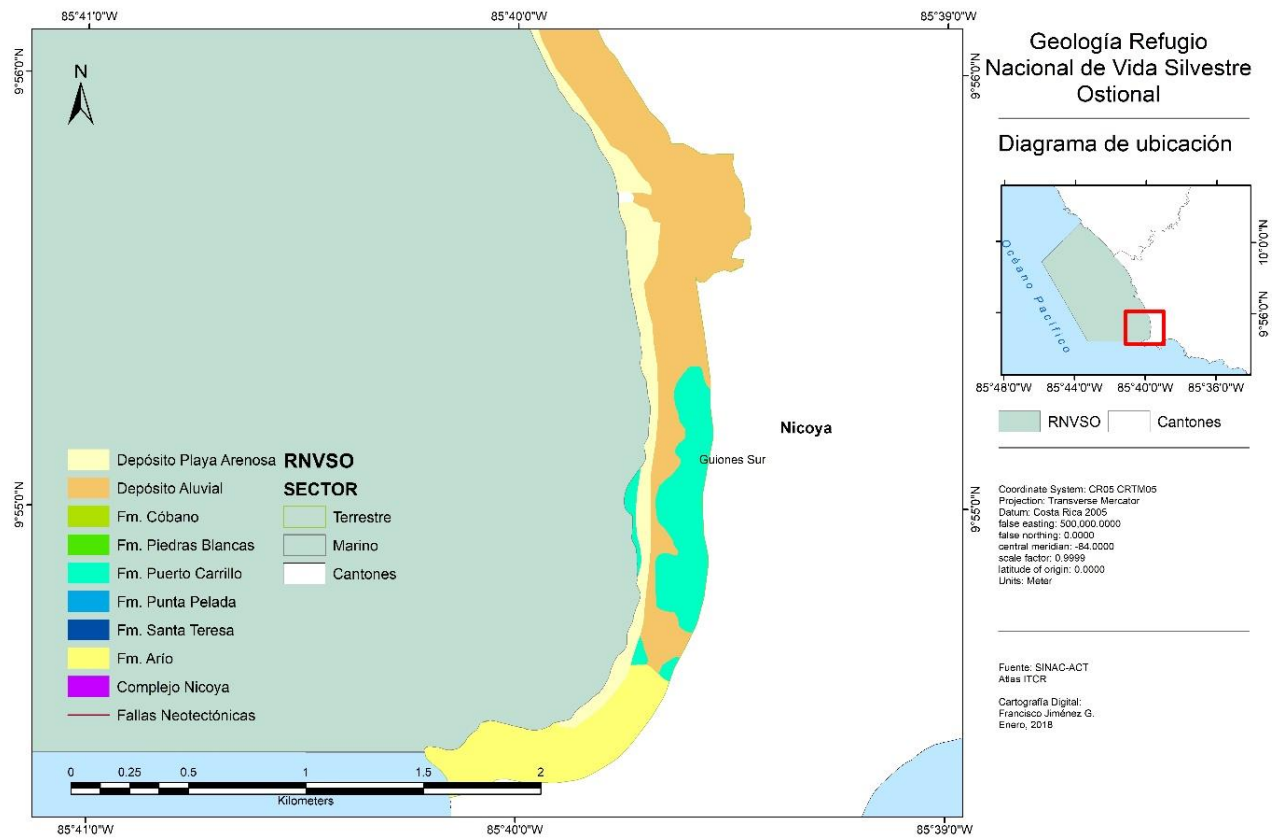 85°41'0"W
85°40'0"W
85°39'0"W
9°56'0"N
9°56'0"N
N
Nicoya
Guiones Sur
9°55'0"N
9°55'0"N
Depósito Playa Arenosa
Depósito Aluvial
Fm. Cóbano
Fm. Piedras Blancas
Fm. Puerto Carrillo
Fm. Punta Pelada
Fm. Santa Teresa
Fm. Arío
Complejo Nicoya
Fallas Neotectónicas
RNVSO
SECTOR
Terrestre
Marino
Cantones
0 0.25 0.5 1 1.5 2
Kilometers
85°41'0"W
85°40'0"W
85°39'0"W
Geología Refugio
Nacional de Vida Silvestre
Ostional
Diagrama de ubicación
Océano Pacífico
10°0'0"N
9°56'0"N
85°48'0"W 85°44'0"W 85°40'0"W 85°36'0"W
RNVSO
Cantones
Coordinate System: CR05 CRTM05
Projection: Transverse Mercator
Datum: Costa Rica 2005
false easting: 500,000.0000
false northing: 0.0000
central meridian: -84.0000
scale factor: 0.9999
latitude of origin: 0.0000
Units: Meter
Fuente: SINAC-ACT
Atlas ITCR
Cartografía Digital:
Francisco Jiménez G.
Enero, 2018